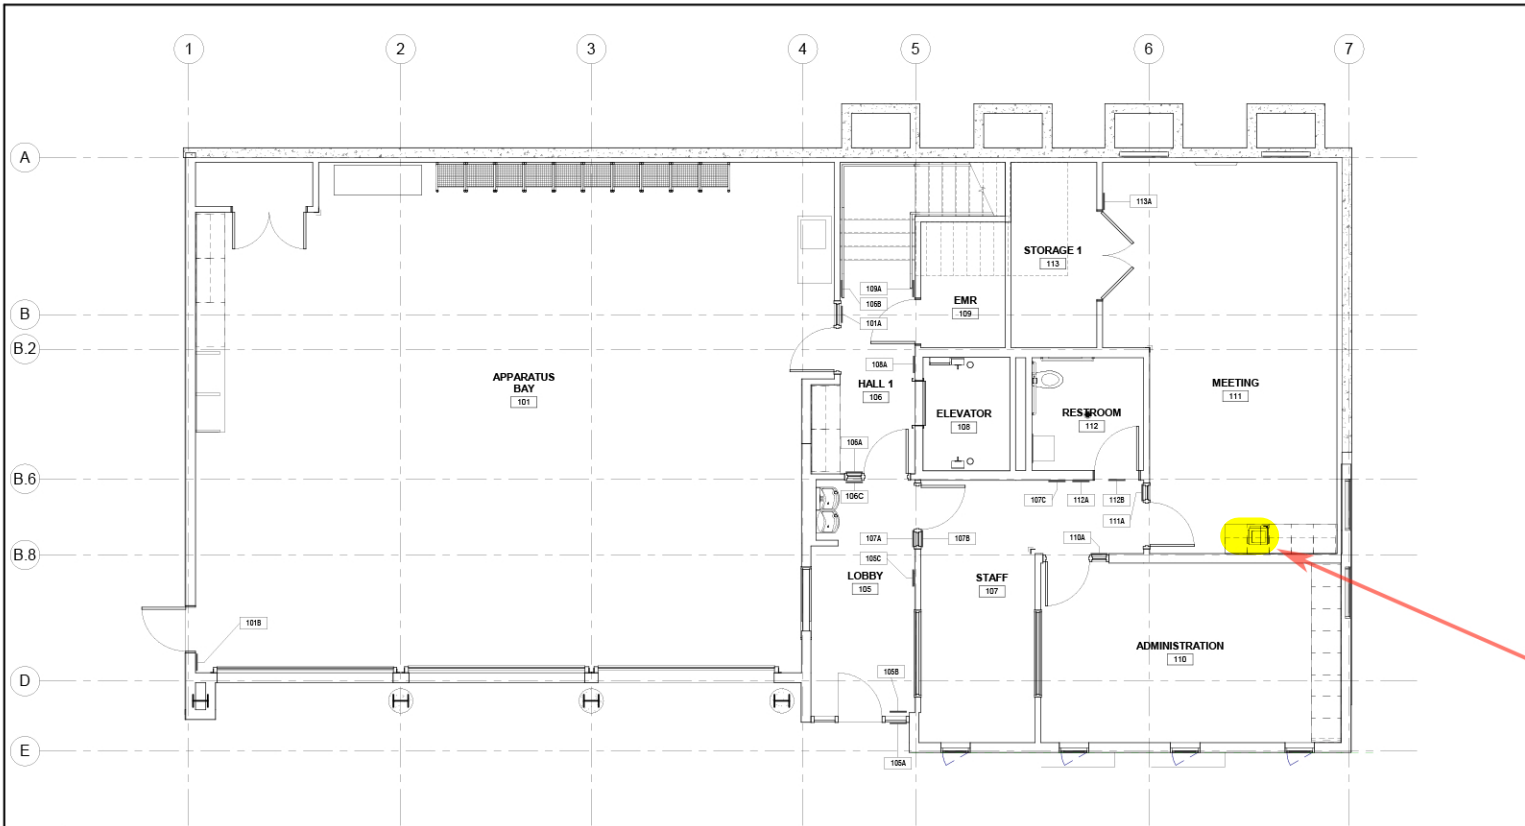 1
2
3
4
5
6
7
A
B
B.2
B.6
B.8
D
E
113A
STORAGE 1
113
109A
106B
101A
EMR
109
108A
APPARATUS
BAY
101
HALL 1
106
ELEVATOR
108
RESTROOM
112
MEETING
111
106A
106C
107C
112A
112B
111A
107A
107B
110A
105C
LOBBY
105
STAFF
107
101B
ADMINISTRATION
110
105B
105A